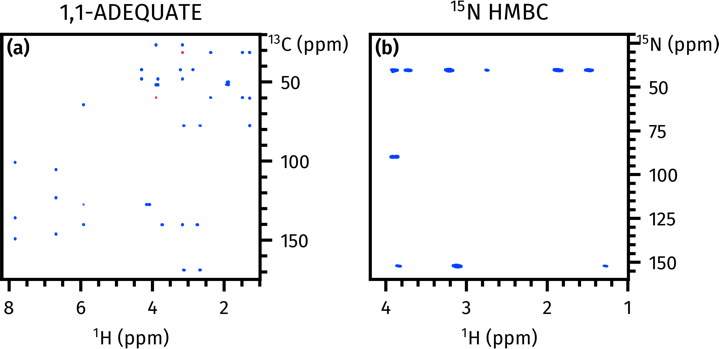 1,1-ADEQUATE
¹⁵N HMBC
(a)
¹³C (ppm)
(b)
¹⁵N (ppm)
50
100
150
50
75
100
125
150
8 6 4 2
4 3 2 1
¹H (ppm)
¹H (ppm)